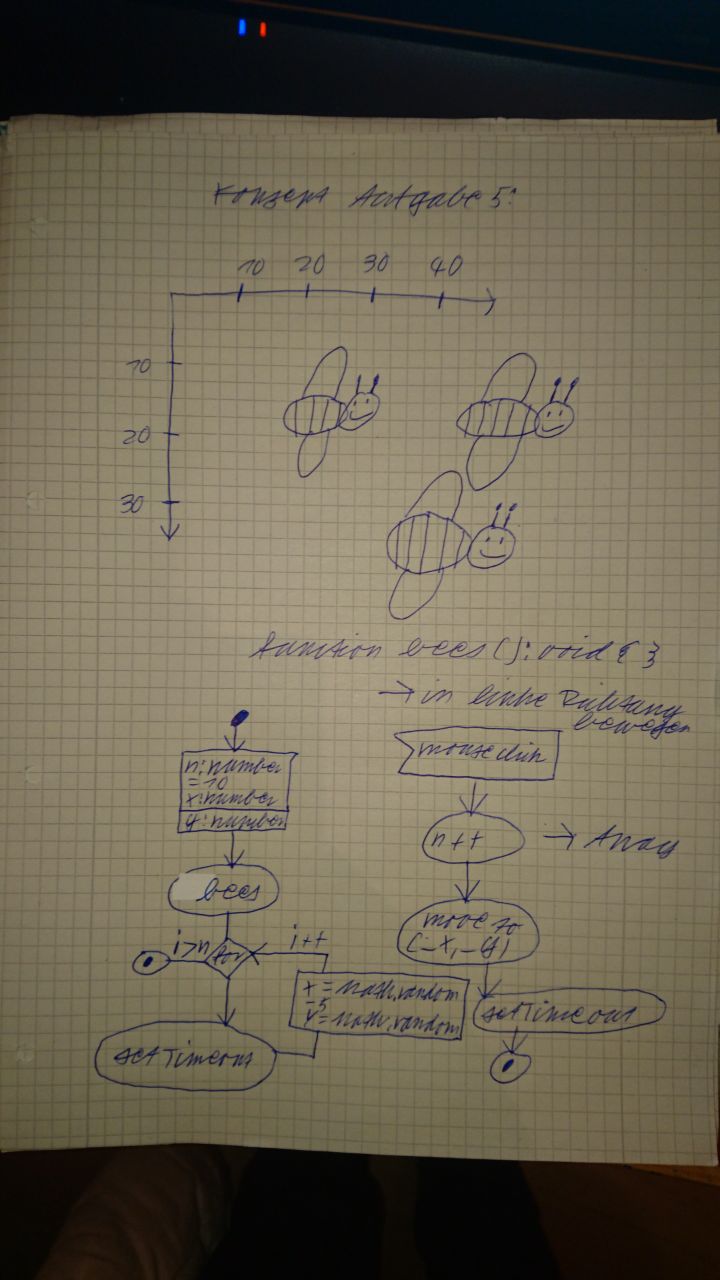 Konzept Aufgabe 5:
10 20 30 40
10
20
30
function bees(): void { }
→ in linke Richtung
bewegen
n: number
= 10
x: number
y: number
bees
i>n
for
i++
x = Math.random
y = Math.random
setTimeout
mouseclick
n++
→ Array
move to
(-x, -y)
setTimeout